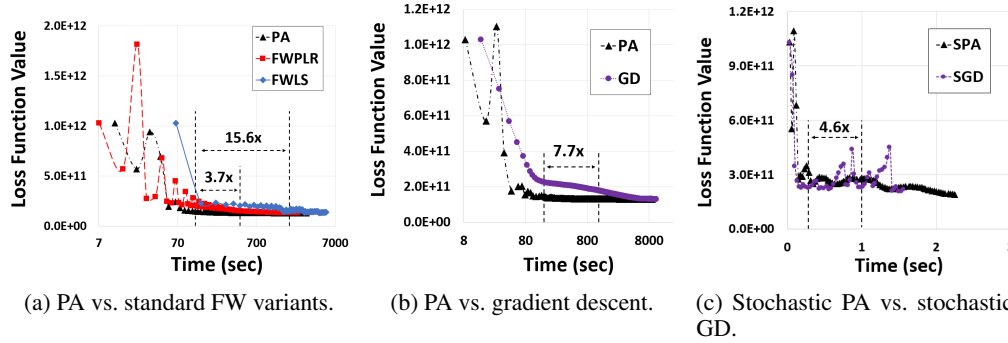 Loss Function Value
2.0E+12
1.5E+12
1.0E+12
5.0E+11
0.0E+00
PA
FWPLR
FWLS
15.6x
3.7x
7
70
700
7000
Time (sec)
(a) PA vs. standard FW variants.
Loss Function Value
1.2E+12
1.0E+12
8.0E+11
6.0E+11
4.0E+11
2.0E+11
0.0E+00
PA
GD
7.7x
8
80
800
8000
Time (sec)
(b) PA vs. gradient descent.
Loss Function Value
1.2E+12
9.0E+11
6.0E+11
3.0E+11
0.0E+00
SPA
SGD
4.6x
0
1
2
Time (sec)
(c) Stochastic PA vs. stochastic
GD.